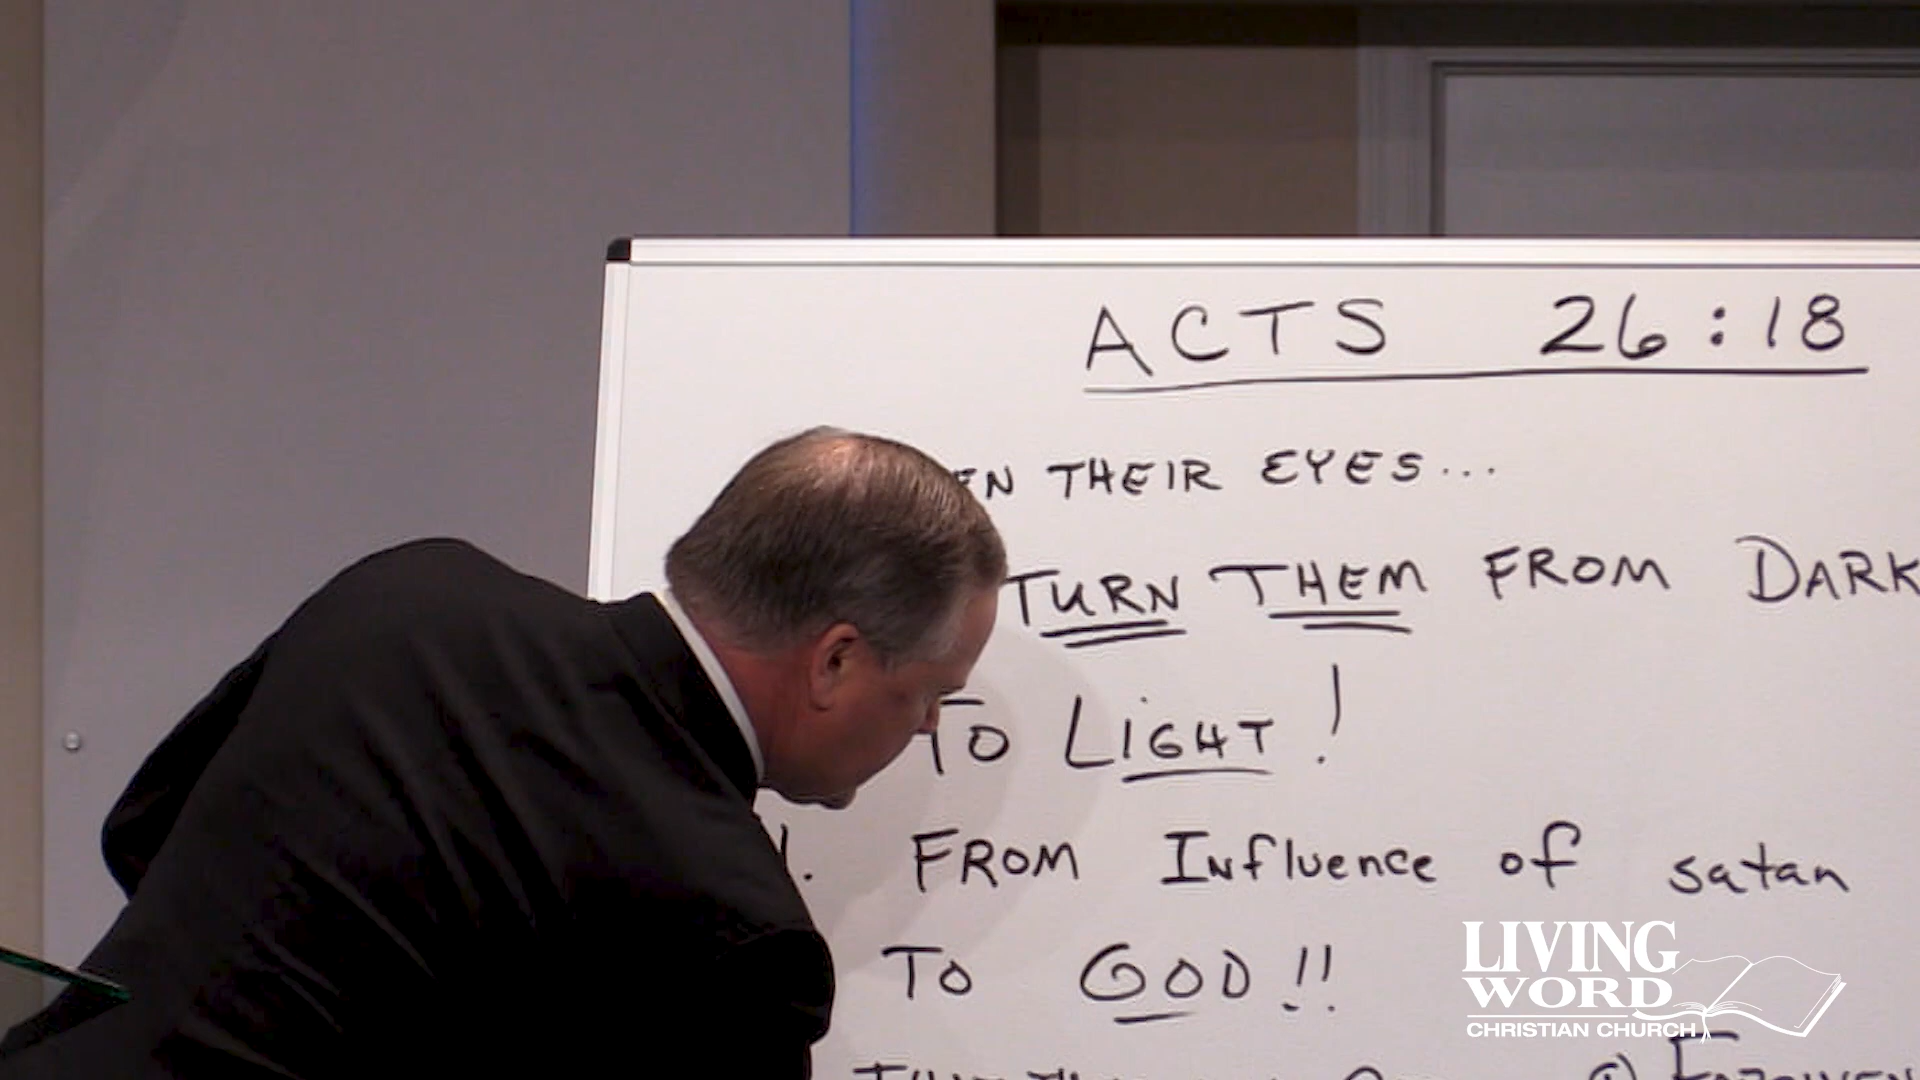 ACTS 26:18
EN THEIR EYES...
TURN THEM FROM DARK
TO LIGHT!
. FROM Influence of satan
TO GOD!!
LIVING
WORD
CHRISTIAN CHURCH